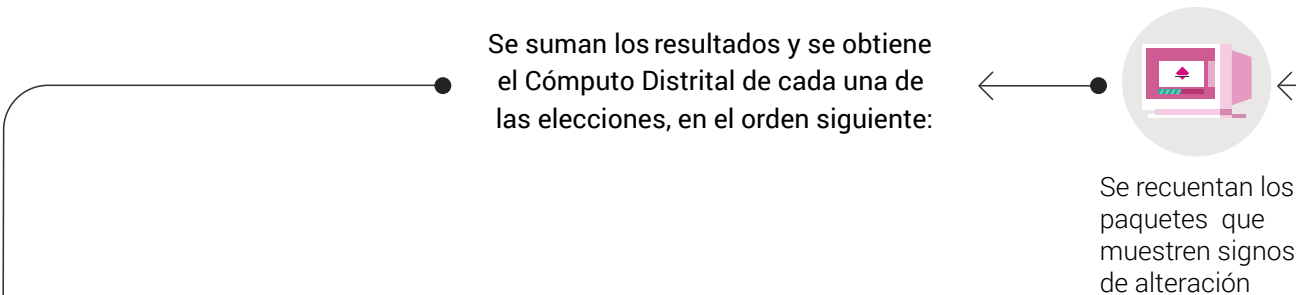 Se suman los resultados y se obtiene
el Cómputo Distrital de cada una de
las elecciones, en el orden siguiente:
Se recuentan los
paquetes que
muestren signos
de alteración